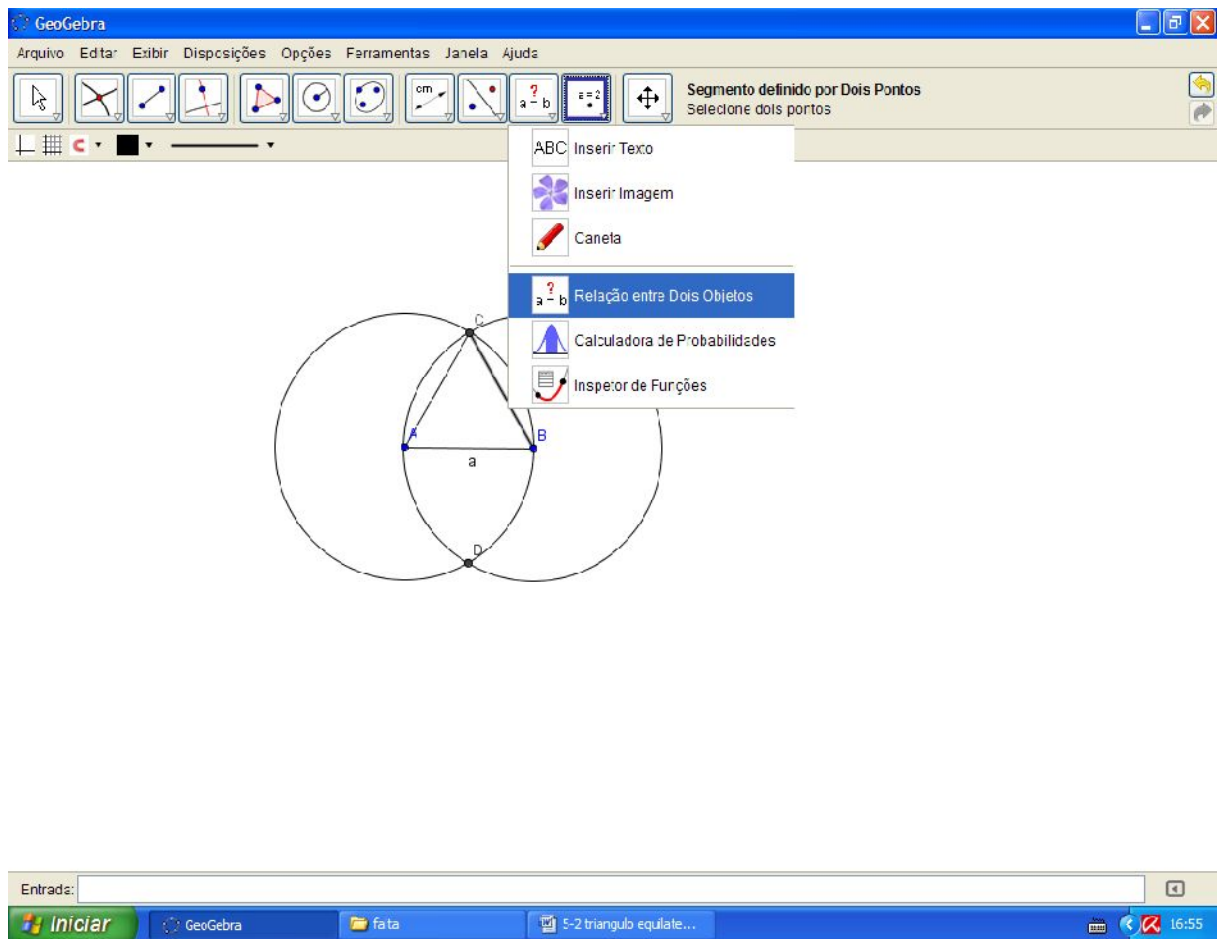 GeoGebra
Arquivo Editar Exibir Disposições Opções Ferramentas Janela Ajuda
cm
? a = b
a = 2
Segmento definido por Dois Pontos
Selecione dois pontos
ABC Inserir Texto
Inserir Imagem
Caneta
? a = b Relação entre Dois Objetos
Calculadora de Probabilidades
Inspetor de Funções
C
A
B
a
D
Entrada:
Iniciar GeoGebra fata 5-2 triangulo equilate... 16:55